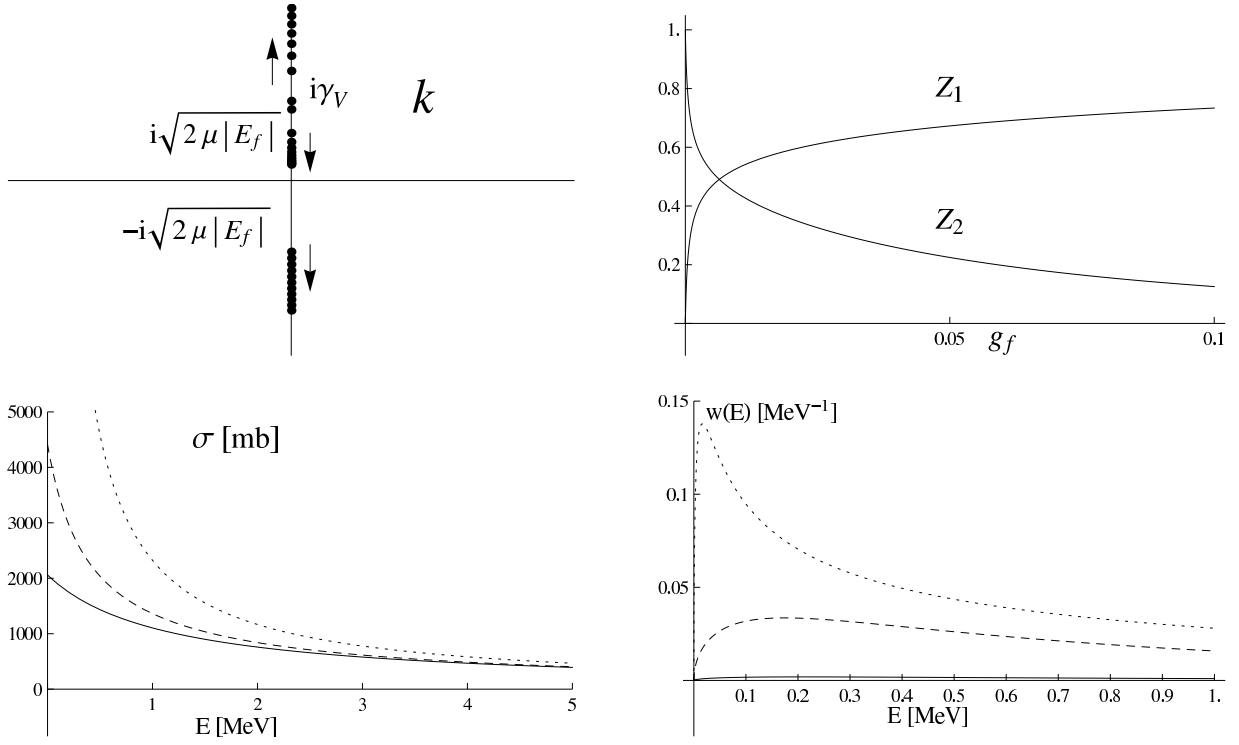 iγ_V
k
i√2 μ|E_f|
−i√2 μ|E_f|
1.
0.8
0.6
0.4
0.2
Z_1
Z_2
0.05
g_f
0.1
5000
4000
3000
2000
1000
0
σ [mb]
1
2
3
4
5
E [MeV]
0.15
w(E) [MeV⁻¹]
0.1
0.05
0.1 0.2 0.3 0.4 0.5 0.6 0.7 0.8 0.9 1.
E [MeV]